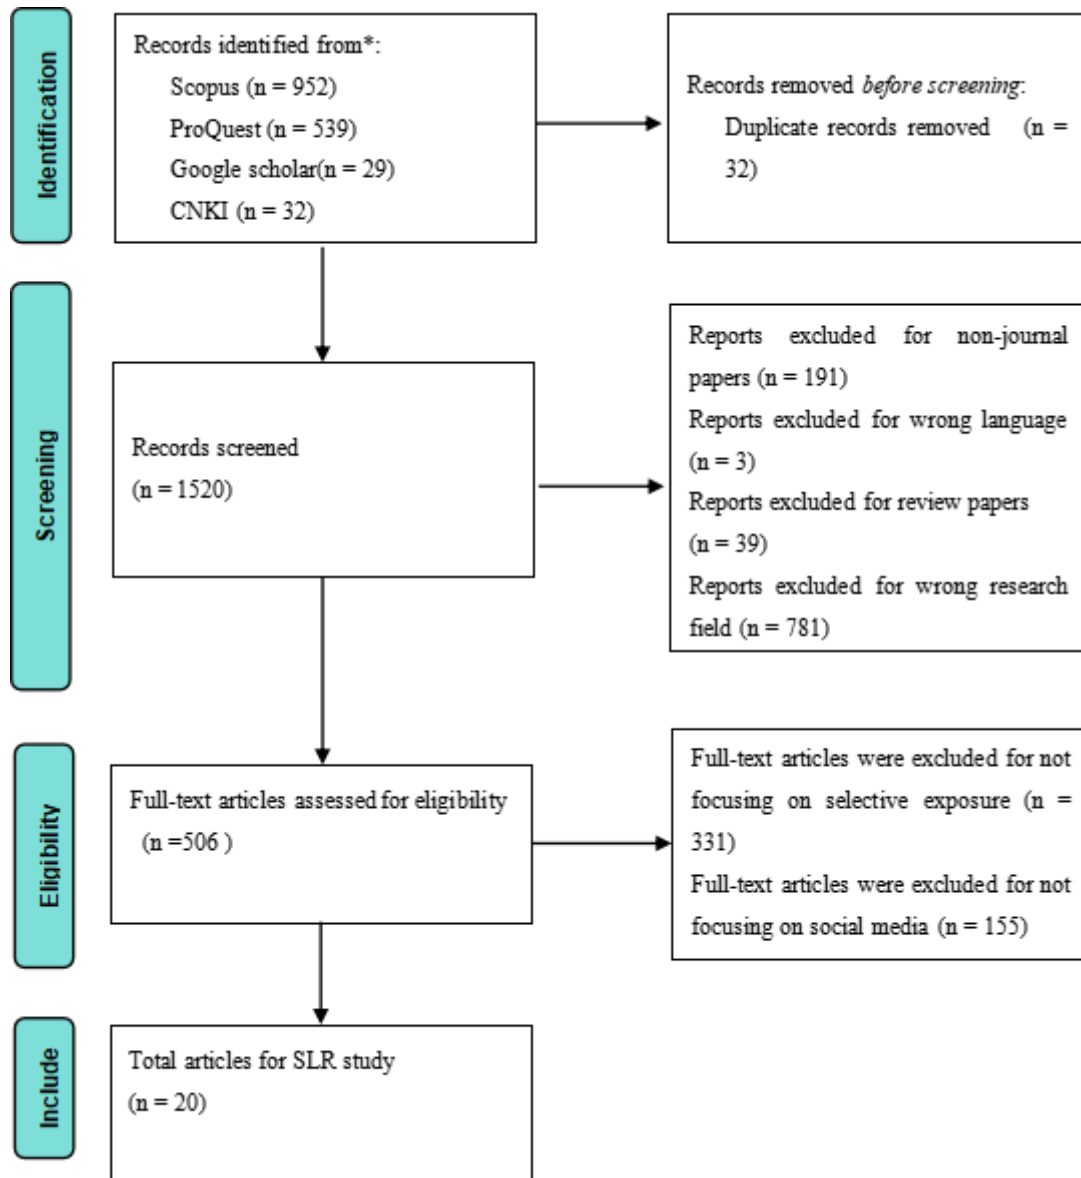 Identification
Records identified from*:
Scopus (n = 952)
ProQuest (n = 539)
Google scholar(n = 29)
CNKI (n = 32)
Records removed before screening:
Duplicate records removed (n =
32)
Screening
Records screened
(n = 1520)
Reports excluded for non-journal
papers (n = 191)
Reports excluded for wrong language
(n = 3)
Reports excluded for review papers
(n = 39)
Reports excluded for wrong research
field (n = 781)
Eligibility
Full-text articles assessed for eligibility
(n =506 )
Full-text articles were excluded for not
focusing on selective exposure (n =
331)
Full-text articles were excluded for not
focusing on social media (n = 155)
Include
Total articles for SLR study
(n = 20)